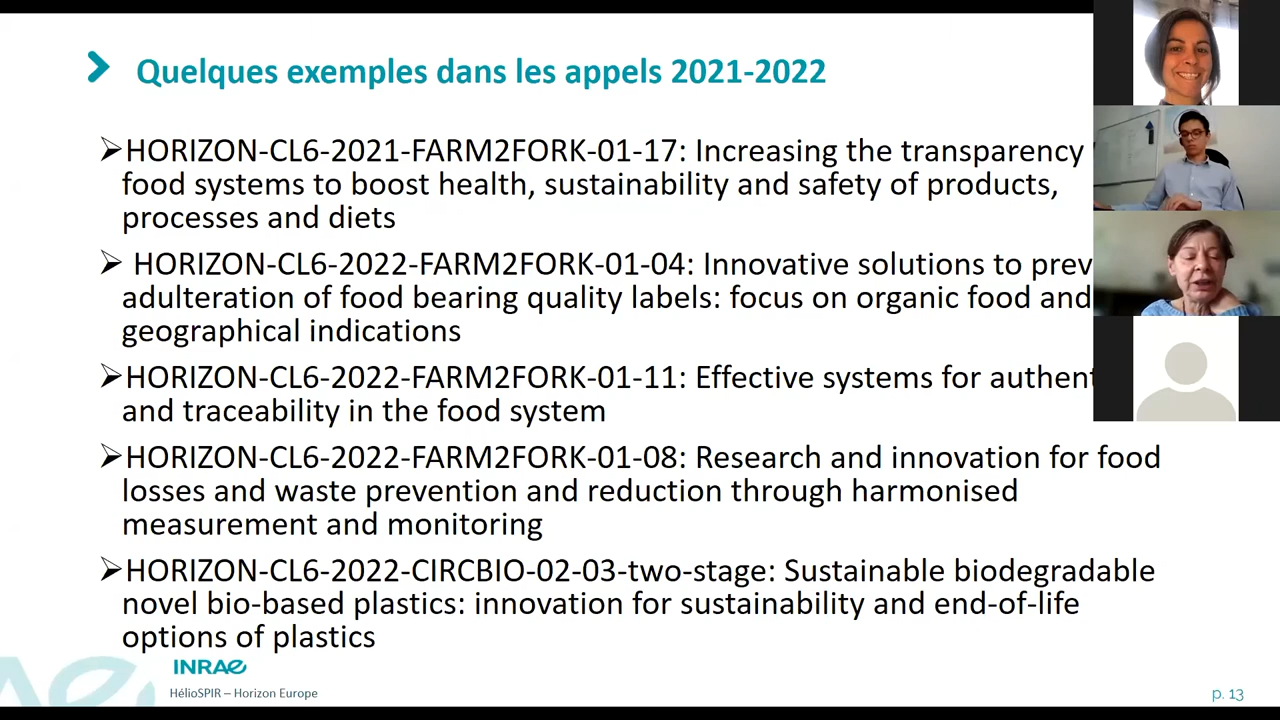 Quelques exemples dans les appels 2021-2022
➢HORIZON-CL6-2021-FARM2FORK-01-17: Increasing the transparency
food systems to boost health, sustainability and safety of products,
processes and diets
➢ HORIZON-CL6-2022-FARM2FORK-01-04: Innovative solutions to prev
adulteration of food bearing quality labels: focus on organic food and
geographical indications
➢HORIZON-CL6-2022-FARM2FORK-01-11: Effective systems for authent
and traceability in the food system
➢HORIZON-CL6-2022-FARM2FORK-01-08: Research and innovation for food
losses and waste prevention and reduction through harmonised
measurement and monitoring
➢HORIZON-CL6-2022-CIRCBIO-02-03-two-stage: Sustainable biodegradable
novel bio-based plastics: innovation for sustainability and end-of-life
options of plastics
INRAE
HélioSPIR – Horizon Europe
p. 13